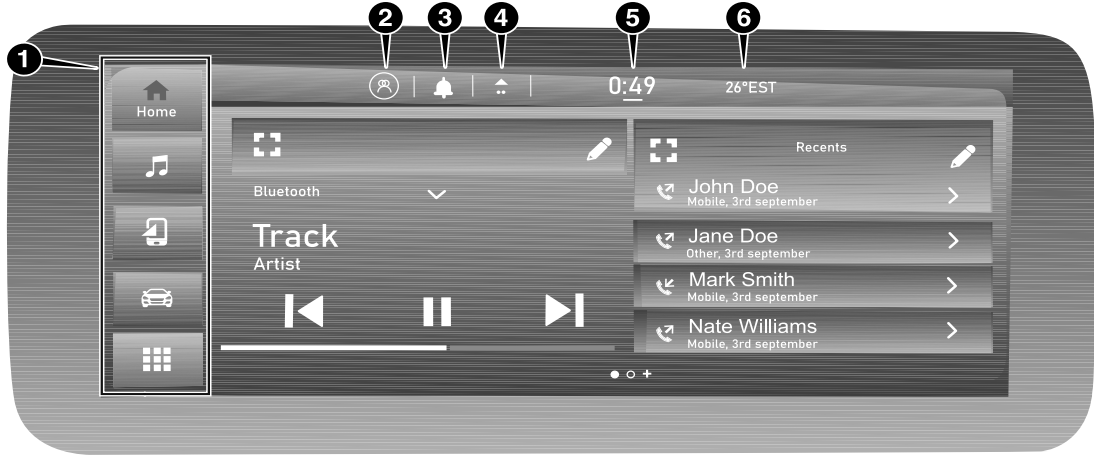 1
2
3
4
5
6
Home
0:49
26°EST
Recents
Bluetooth
Track
Artist
John Doe
Mobile, 3rd september
Jane Doe
Other, 3rd september
Mark Smith
Mobile, 3rd september
Nate Williams
Mobile, 3rd september